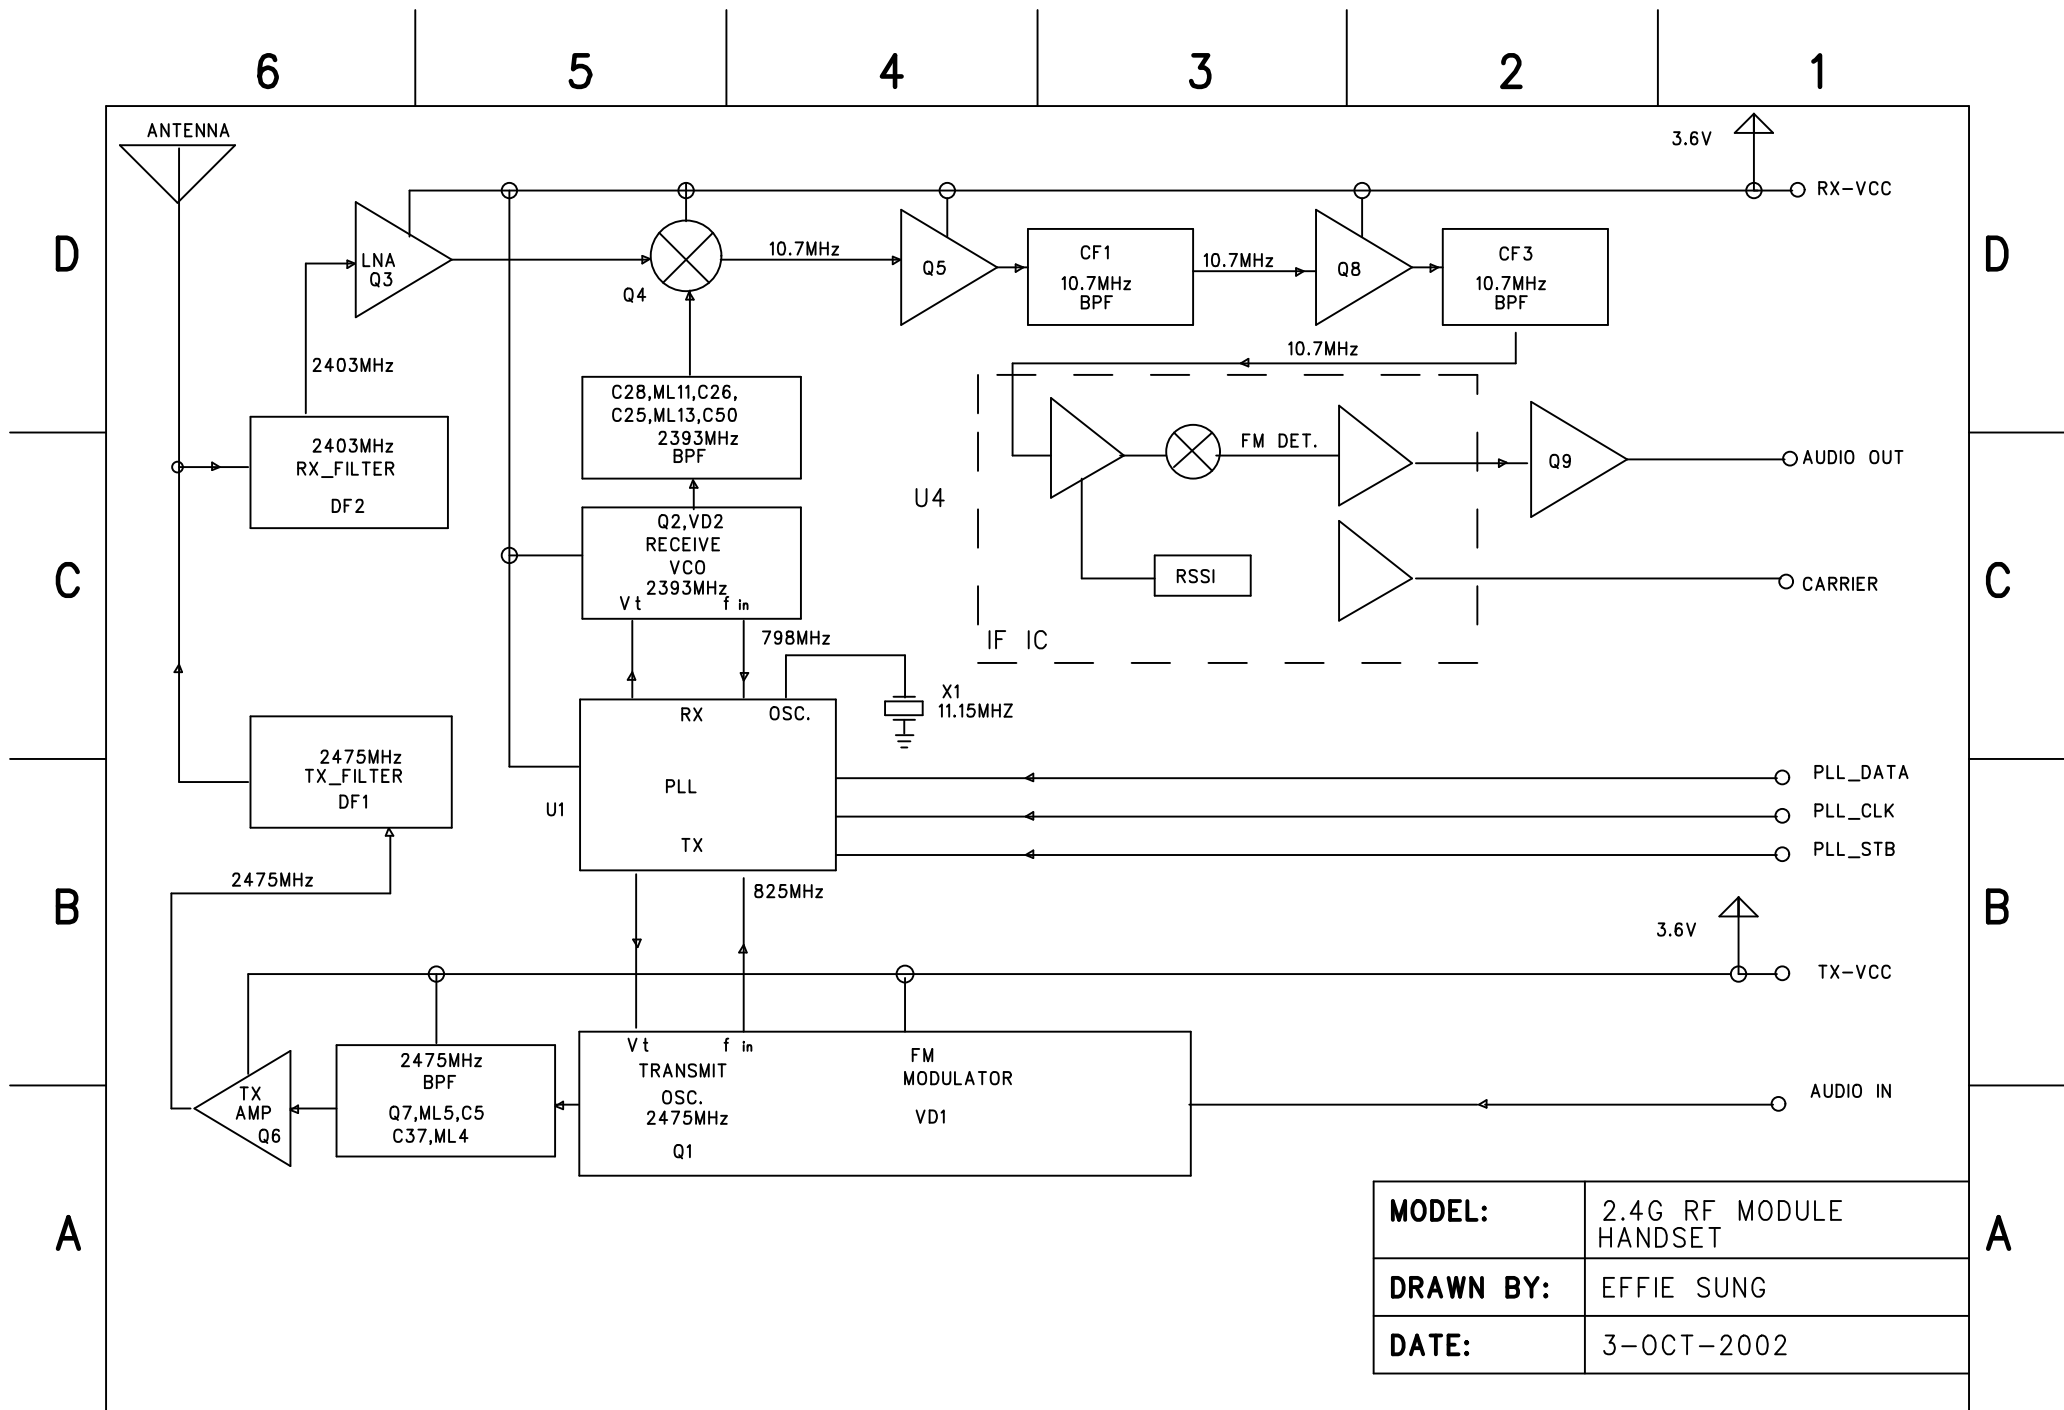 6 5 4 3 2 1
ANTENNA
3.6V
RX-VCC
D
D
LNA
Q3
Q4
10.7MHz
Q5
CF1
10.7MHz
BPF
10.7MHz
Q8
CF3
10.7MHz
BPF
2403MHz
10.7MHz
C28,ML11,C26,
C25,ML13,C50
2393MHz
BPF
2403MHz
RX_FILTER
DF2
FM DET.
Q9
AUDIO OUT
U4
Q2,VD2
RECEIVE
VCO
2393MHz
Vt
f in
RSSI
CARRIER
C
C
IF IC
798MHz
X1
11.15MHZ
RX
OSC.
2475MHz
TX_FILTER
DF1
PLL
U1
TX
PLL_DATA
PLL_CLK
PLL_STB
2475MHz
825MHz
B
B
3.6V
TX-VCC
Vt
f in
TRANSMIT
OSC.
2475MHz
Q1
FM
MODULATOR
VD1
2475MHz
BPF
Q7,ML5,C5
C37,ML4
TX
AMP
Q6
AUDIO IN
A
A
MODEL:
2.4G RF MODULE
HANDSET
DRAWN BY:
EFFIE SUNG
DATE:
3-OCT-2002